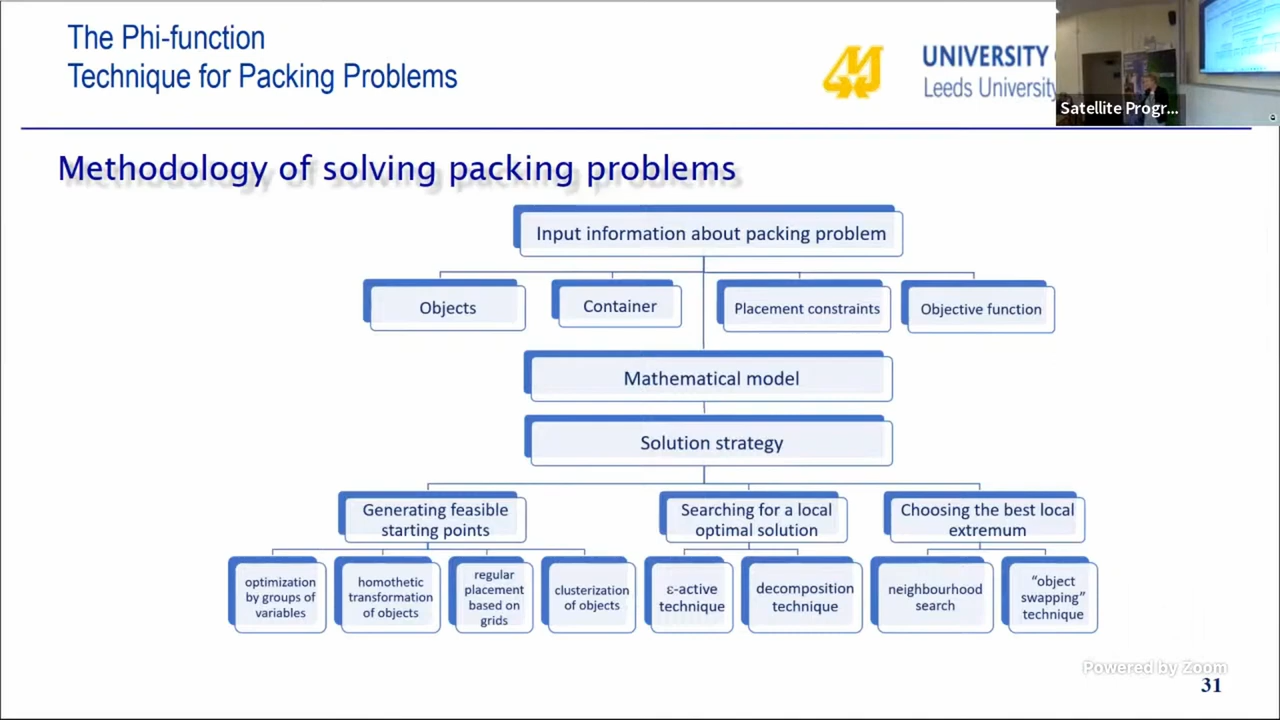 The Phi-function
Technique for Packing Problems
UNIVERSITY
Leeds University
Satellite Progr...
Methodology of solving packing problems
Input information about packing problem
Objects
Container
Placement constraints
Objective function
Mathematical model
Solution strategy
Generating feasible
starting points
Searching for a local
optimal solution
Choosing the best local
extremum
optimization
by groups of
variables
homothetic
transformation
of objects
regular
placement
based on
grids
clusterization
of objects
ε-active
technique
decomposition
technique
neighbourhood
search
“object
swapping”
technique
Powered by Zoom
31